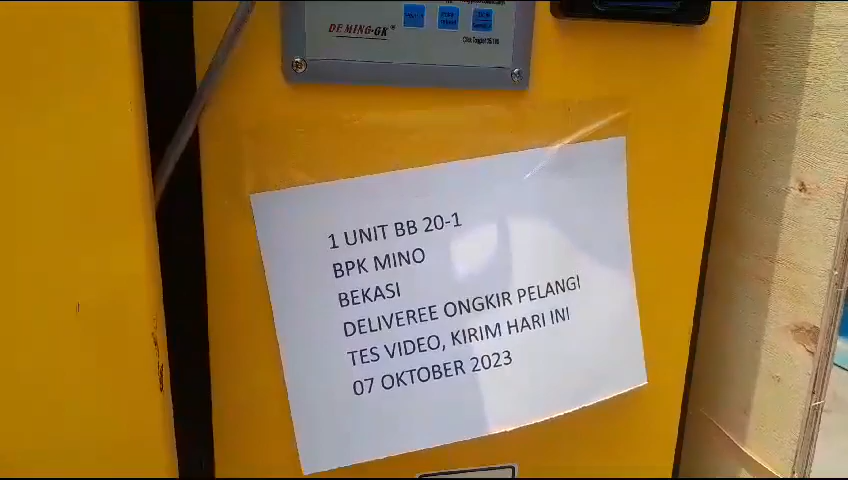 DE MING-GK®
1 UNIT BB 20-1
BPK MINO
BEKASI
DELIVEREE ONGKIR PELANGI
TES VIDEO, KIRIM HARI INI
07 OKTOBER 2023